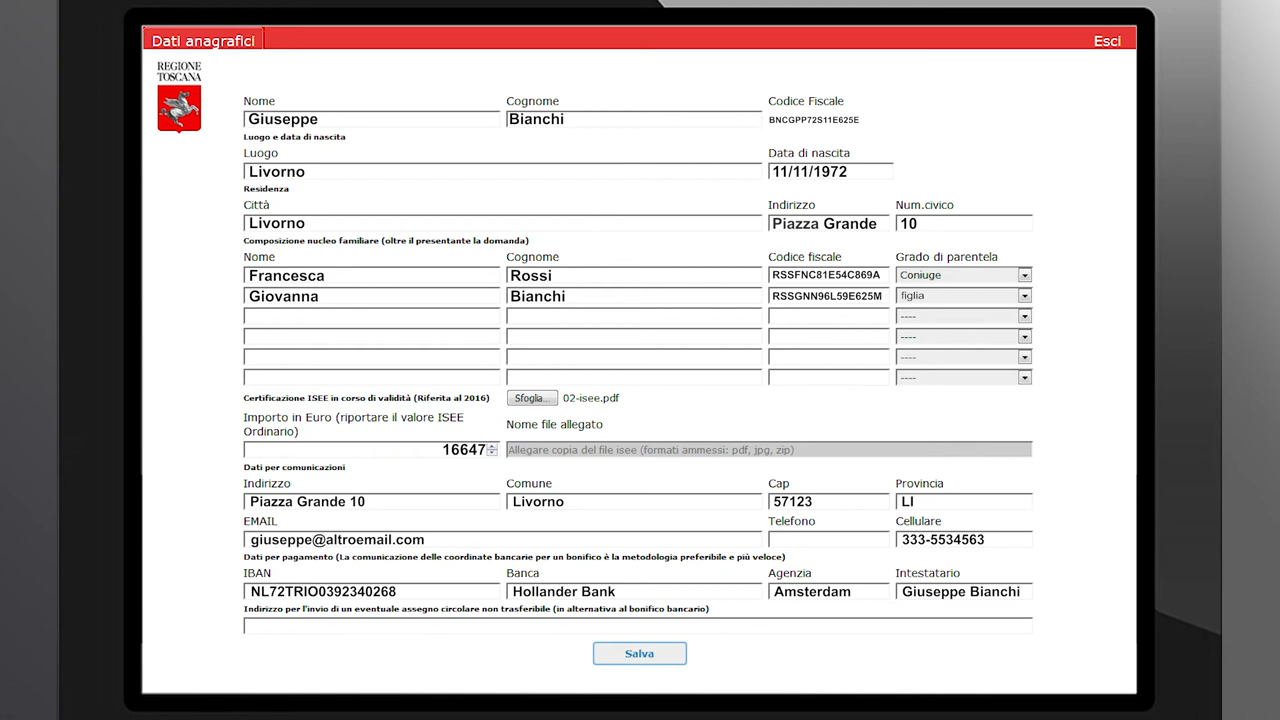 Dati anagrafici Esci
REGIONE
TOSCANA
Nome Cognome Codice Fiscale
Giuseppe Bianchi BNCGPP72S11E625E
Luogo e data di nascita
Luogo Data di nascita
Livorno 11/11/1972
Residenza
Città Indirizzo Num.civico
Livorno Piazza Grande 10
Composizione nucleo familiare (oltre il presentante la domanda)
Nome Cognome Codice fiscale Grado di parentela
Francesca Rossi RSSFNC81E54C869A Coniuge
Giovanna Bianchi RSSGNN96L59E625M figlia
----
----
----
----
Certificazione ISEE in corso di validità (Riferita al 2016) Sfoglia... 02-isee.pdf
Importo in Euro (riportare il valore ISEE
Ordinario) Nome file allegato
16647 Allegare copia del file isee (formati ammessi: pdf, jpg, zip)
Dati per comunicazioni
Indirizzo Comune Cap Provincia
Piazza Grande 10 Livorno 57123 LI
EMAIL Telefono Cellulare
giuseppe@altroemail.com 333-5534563
Dati per pagamento (La comunicazione delle coordinate bancarie per un bonifico è la metodologia preferibile e più veloce)
IBAN Banca Agenzia Intestatario
NL72TRIO0392340268 Hollander Bank Amsterdam Giuseppe Bianchi
Indirizzo per l'invio di un eventuale assegno circolare non trasferibile (in alternativa al bonifico bancario)
Salva